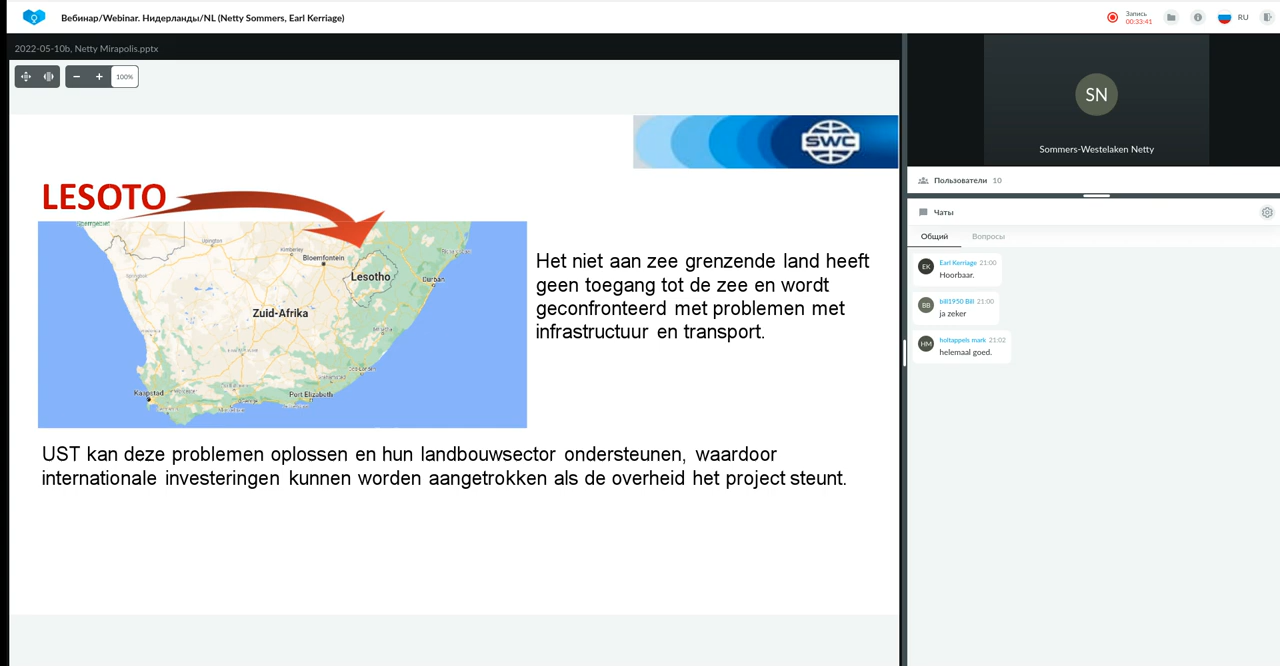 Вебинар/Webinar. Нидерланды/NL (Netty Sommers, Earl Kerriage)
Запись
00:33:41
RU
2022-05-10b, Netty Mirapolis.pptx
100%
SN
Sommers-Westelaken Netty
SWC
LESOTO
Upington
Kimberley
Bloemfontein
Lesotho
Durban
Zuid-Afrika
Kaapstad
Port Elizabeth
Het niet aan zee grenzende land heeft
geen toegang tot de zee en wordt
geconfronteerd met problemen met
infrastructuur en transport.
UST kan deze problemen oplossen en hun landbouwsector ondersteunen, waardoor
internationale investeringen kunnen worden aangetrokken als de overheid het project steunt.
Пользователи 10
Чаты
Общий Вопросы
EK Earl Kerriage 21:00
Hoorbaar.
BB bill1950 Bill 21:00
ja zeker
HM holtappels mark 21:02
helemaal goed.